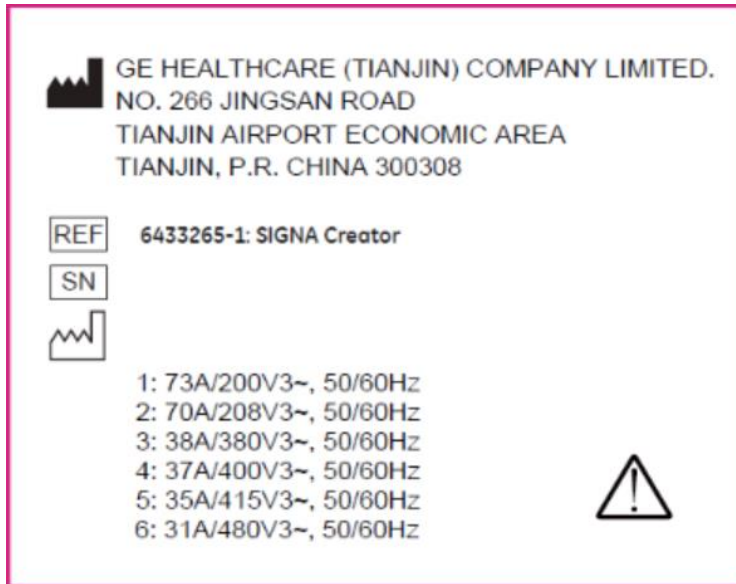 GE HEALTHCARE (TIANJIN) COMPANY LIMITED.
NO. 266 JINGSAN ROAD
TIANJIN AIRPORT ECONOMIC AREA
TIANJIN, P.R. CHINA 300308
REF 6433265-1: SIGNA Creator
SN
1: 73A/200V3~, 50/60Hz
2: 70A/208V3~, 50/60Hz
3: 38A/380V3~, 50/60Hz
4: 37A/400V3~, 50/60Hz
5: 35A/415V3~, 50/60Hz
6: 31A/480V3~, 50/60Hz